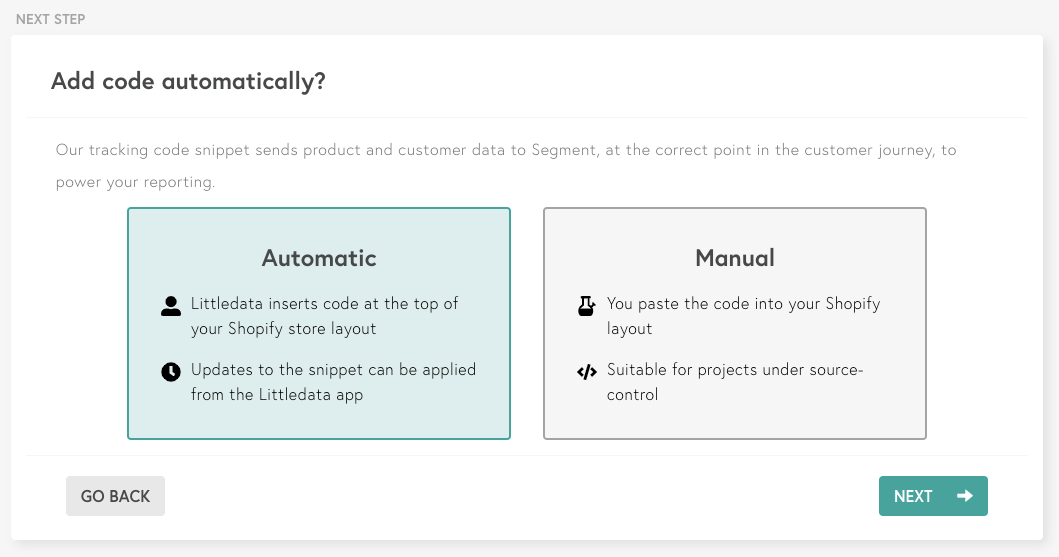 NEXT STEP
Add code automatically?
Our tracking code snippet sends product and customer data to Segment, at the correct point in the customer journey, to
power your reporting.
Automatic
Littledata inserts code at the top of
your Shopify store layout
Updates to the snippet can be applied
from the Littledata app
Manual
You paste the code into your Shopify
layout
Suitable for projects under source-
control
GO BACK
NEXT